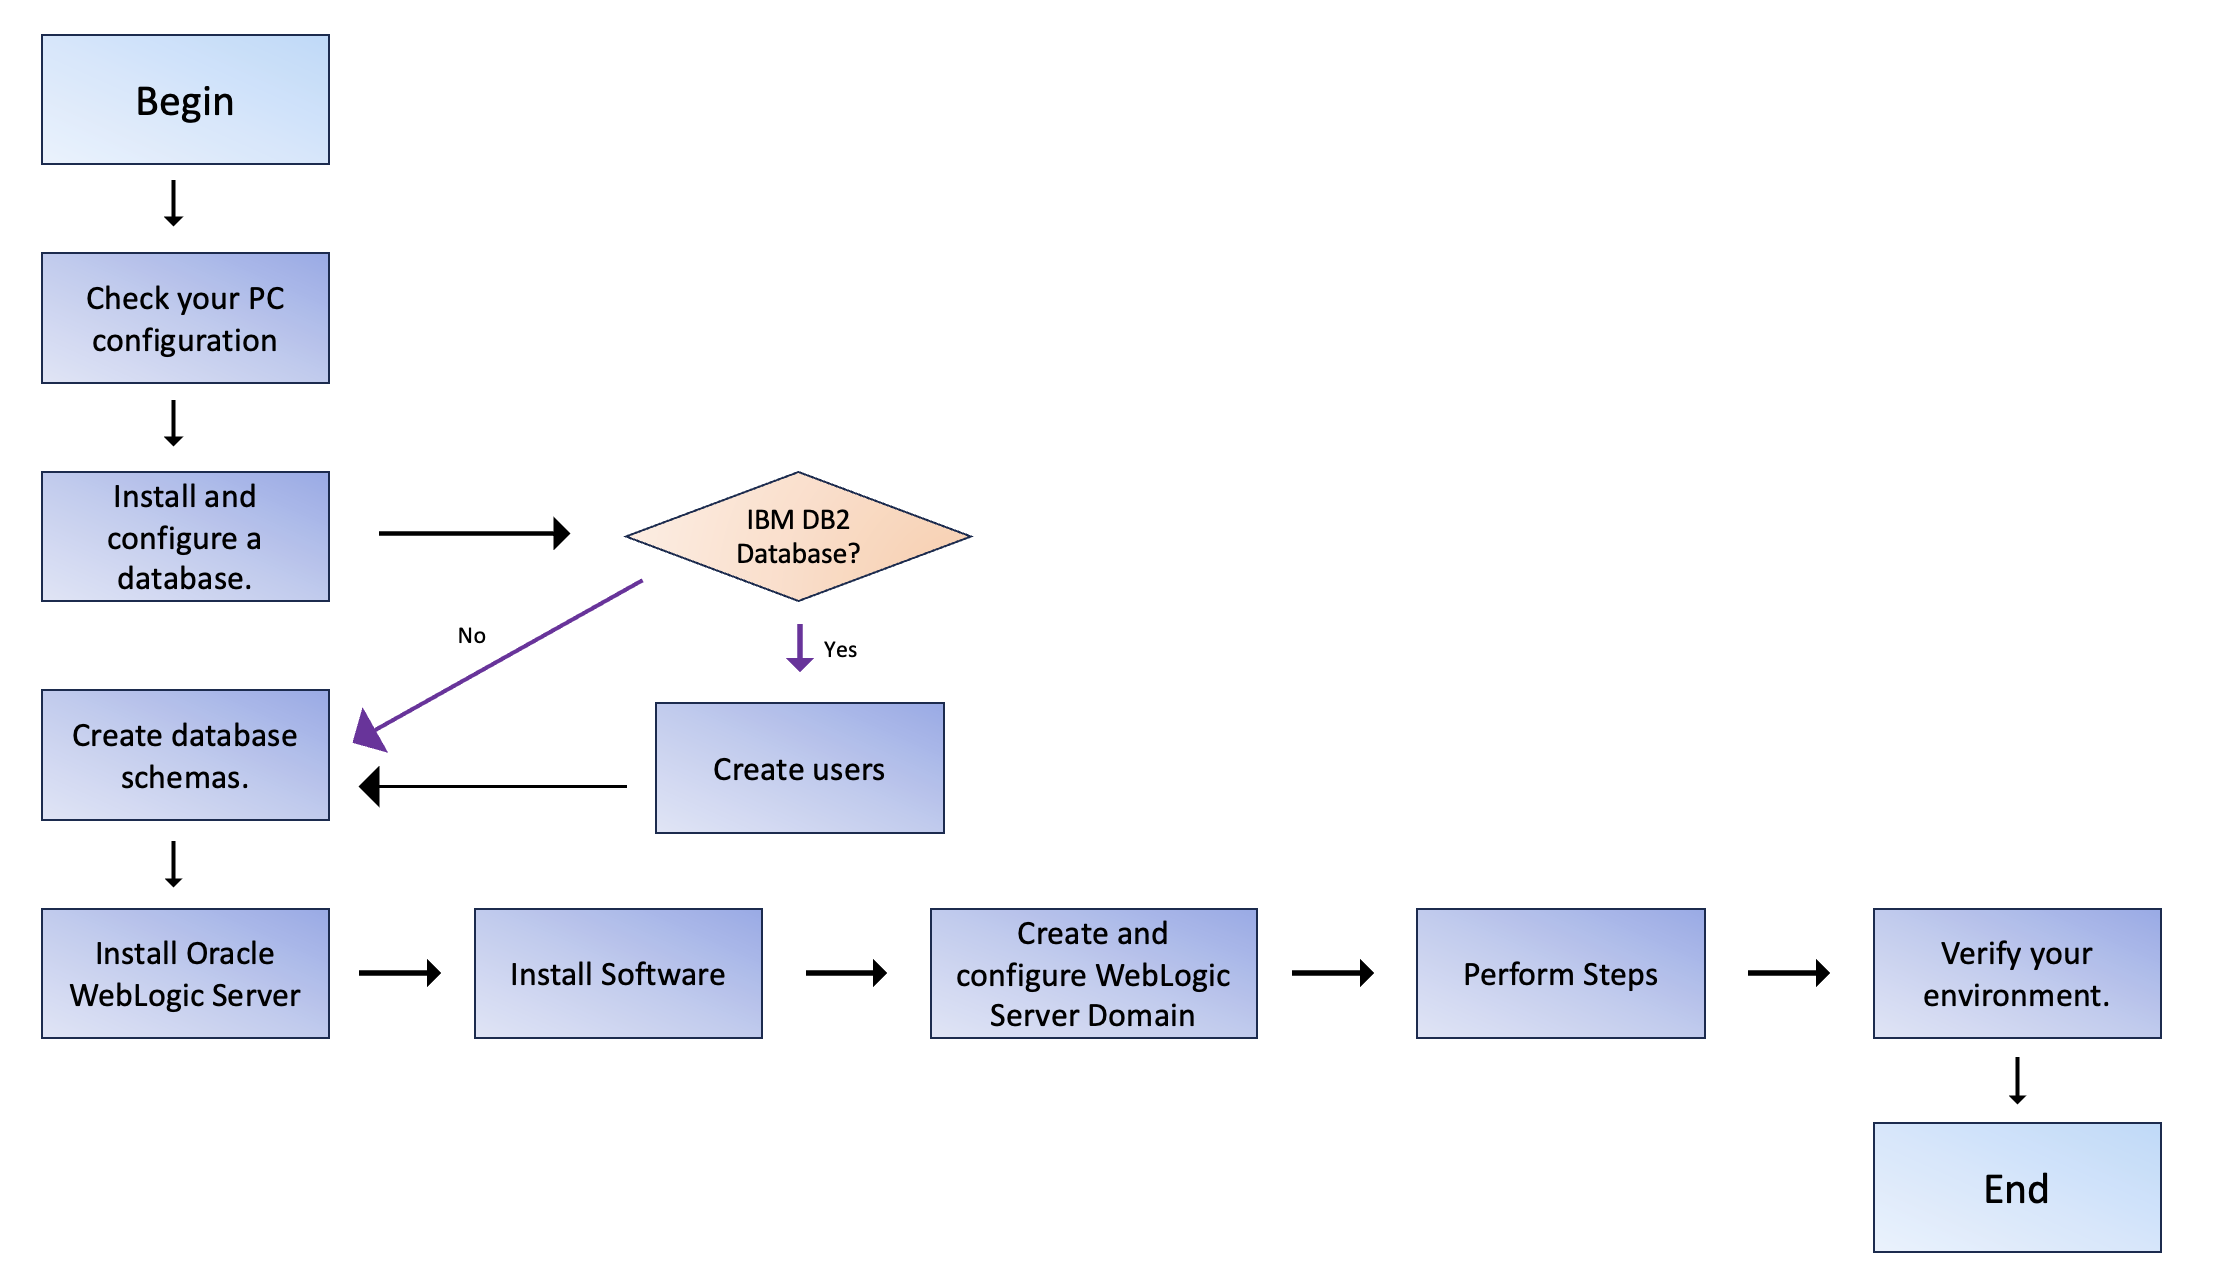 Begin
Check your PC
configuration
Install and
configure a
database.
IBM DB2
Database?
No
Yes
Create database
schemas.
Create users
Install Oracle
WebLogic Server
Install Software
Create and
configure WebLogic
Server Domain
Perform Steps
Verify your
environment.
End